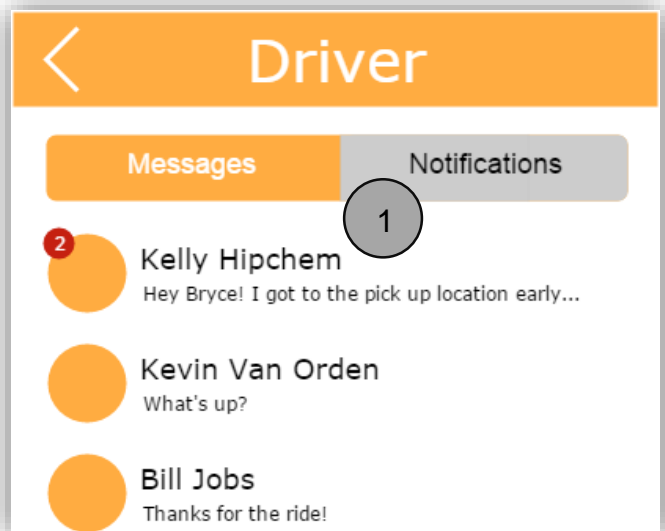 Driver
Messages Notifications
1
2
Kelly Hipchem
Hey Bryce! I got to the pick up location early...
Kevin Van Orden
What's up?
Bill Jobs
Thanks for the ride!